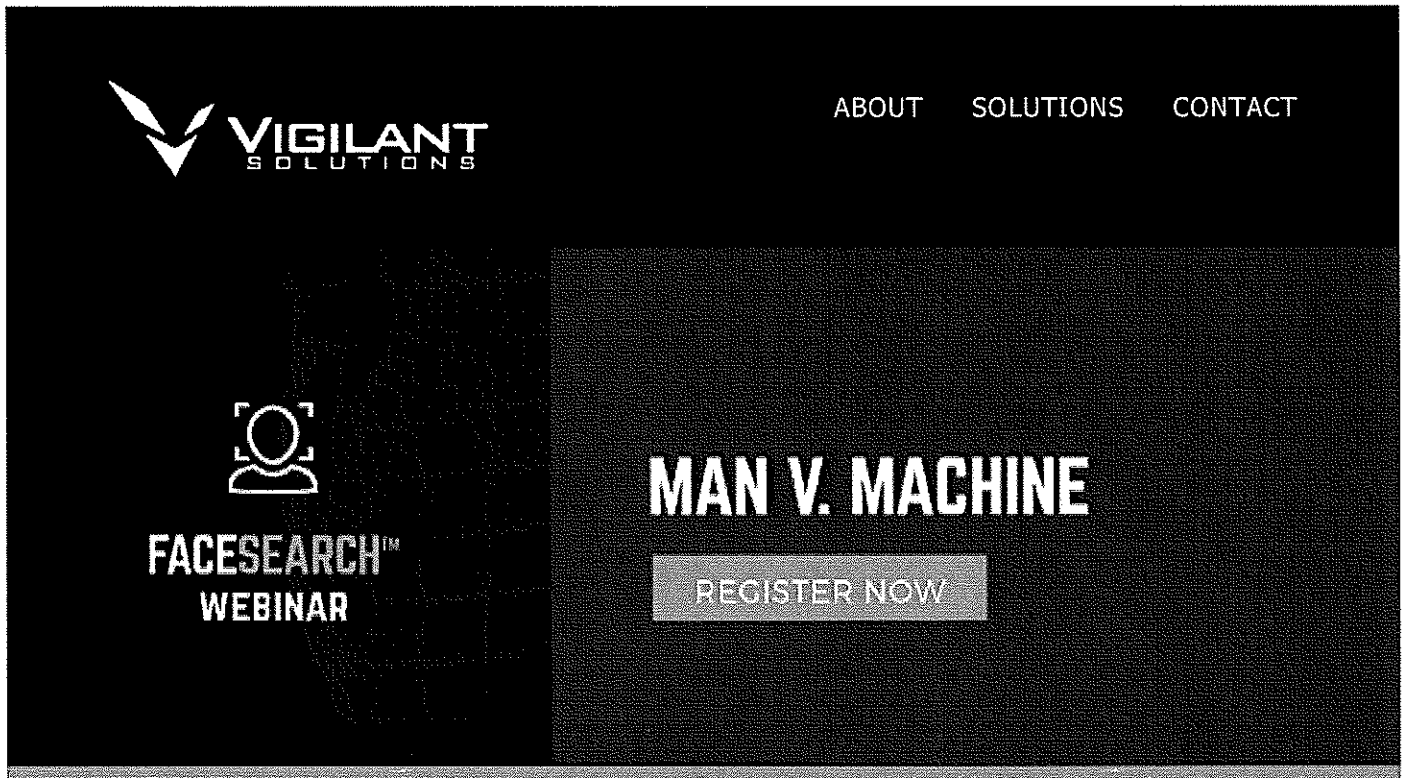 VIGILANT
SOLUTIONS
ABOUT SOLUTIONS CONTACT
FACESEARCH™
WEBINAR
MAN V. MACHINE
REGISTER NOW